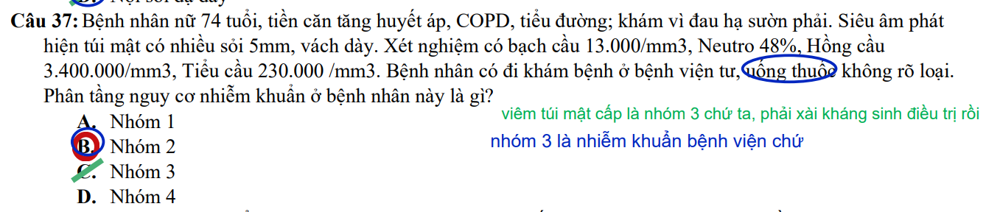 Câu 37: Bệnh nhân nữ 74 tuổi, tiền căn tăng huyết áp, COPD, tiểu đường; khám vì đau hạ sườn phải. Siêu âm phát
hiện túi mật có nhiều sỏi 5mm, vách dày. Xét nghiệm có bạch cầu 13.000/mm3, Neutro 48%, Hồng cầu
3.400.000/mm3, Tiểu cầu 230.000 /mm3. Bệnh nhân có đi khám bệnh ở bệnh viện tư, uống thuốc không rõ loại.
Phân tầng nguy cơ nhiễm khuẩn ở bệnh nhân này là gì?
viêm túi mật cấp là nhóm 3 chứ ta, phải xài kháng sinh điều trị rồi
A. Nhóm 1
nhóm 3 là nhiễm khuẩn bệnh viện chứ
B. Nhóm 2
C. Nhóm 3
D. Nhóm 4